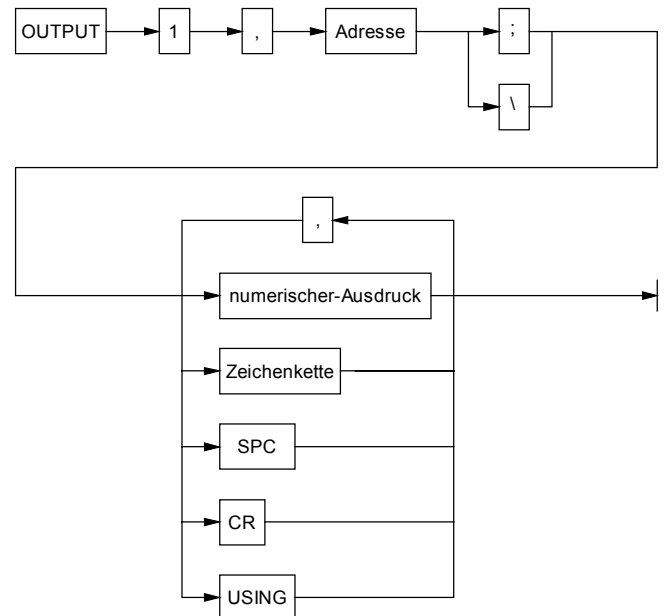 OUTPUT 1 , Adresse ;
\
,
numerischer-Ausdruck
Zeichenkette
SPC
CR
USING